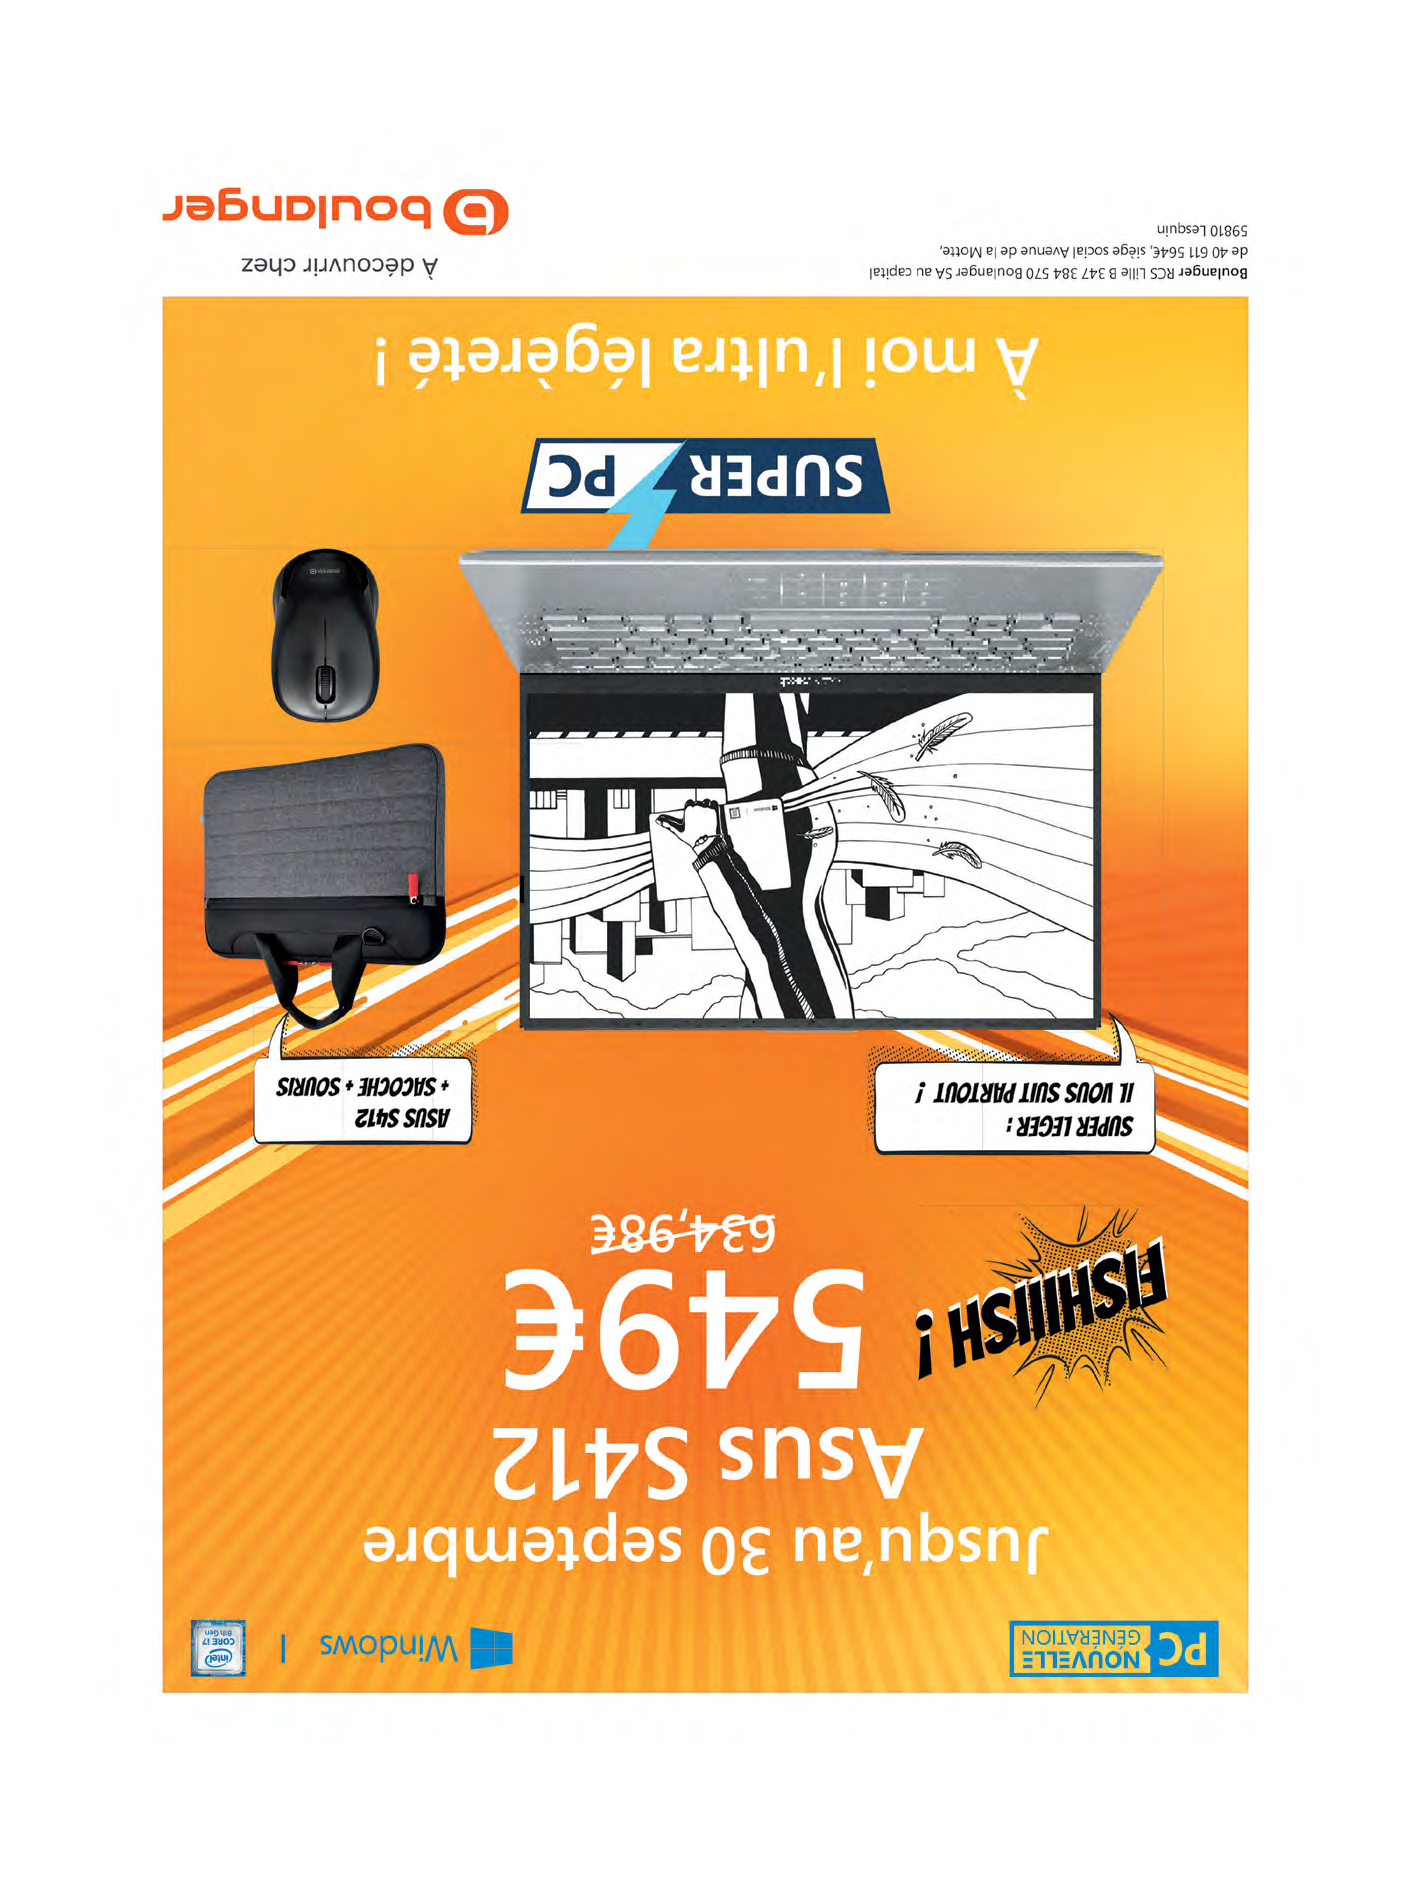 PC NOUVELLE
GÉNÉRATION
Windows
intel
CORE i7
8th Gen
Jusqu'au 30 septembre
Asus S412
549€
634,98€
FISHIIISH !
SUPER LEGER :
IL VOUS SUIT PARTOUT !
ASUS S412
+ SACOCHE + SOURIS
Windows
SUPER PC
À moi l'ultra légèreté !
Boulanger RCS Lille B 347 384 570 Boulanger SA au capital
de 40 611 564€, siège social Avenue de la Motte,
59810 Lesquin
À découvrir chez
boulanger